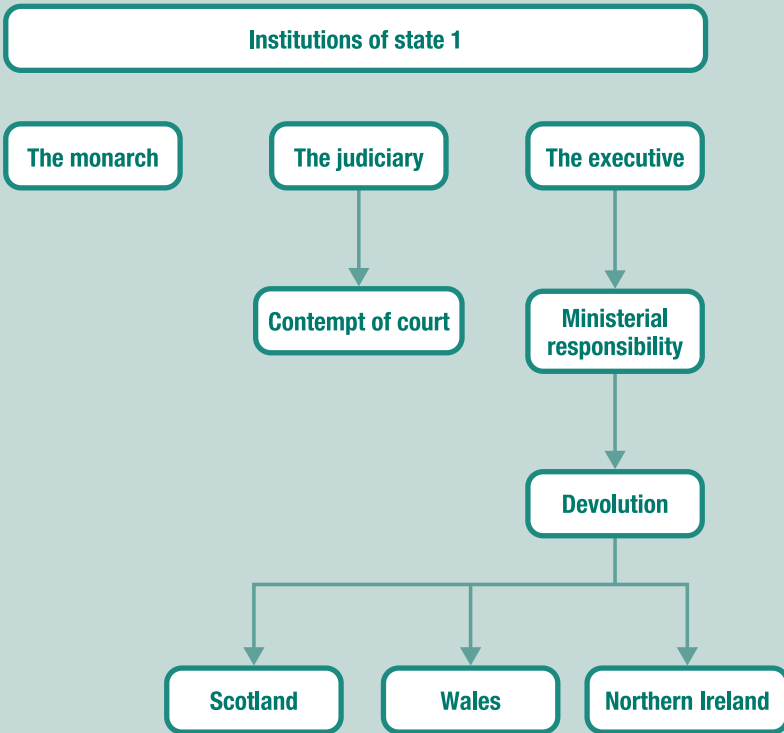 Institutions of state 1
The monarch
The judiciary
The executive
Contempt of court
Ministerial
responsibility
Devolution
Scotland
Wales
Northern Ireland